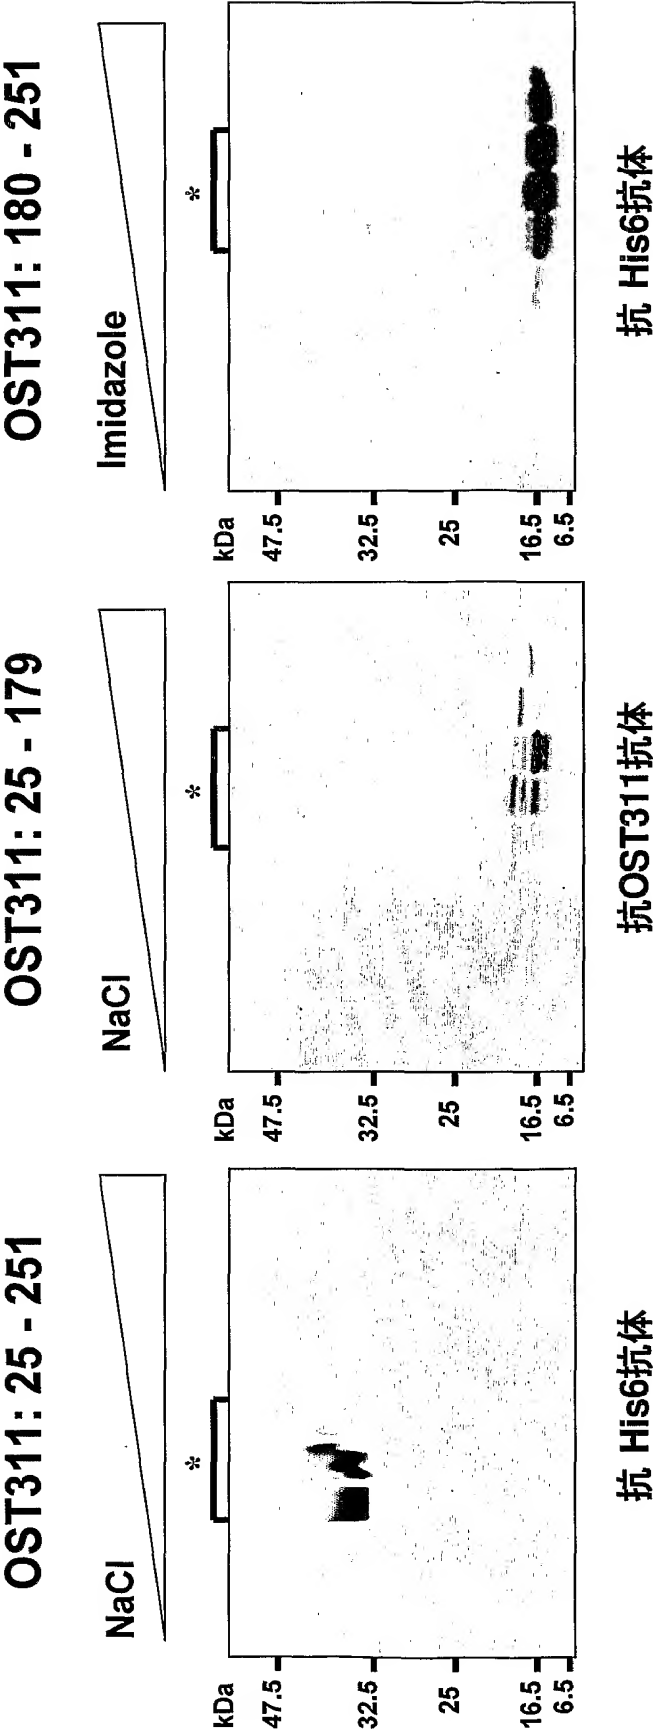 OST311: 25 - 251
NaCl
*
kDa
47.5
32.5
25
16.5
6.5
抗 His6抗体
OST311: 25 - 179
NaCl
*
kDa
47.5
32.5
25
16.5
6.5
抗OST311抗体
OST311: 180 - 251
Imidazole
*
kDa
47.5
32.5
25
16.5
6.5
抗 His6抗体